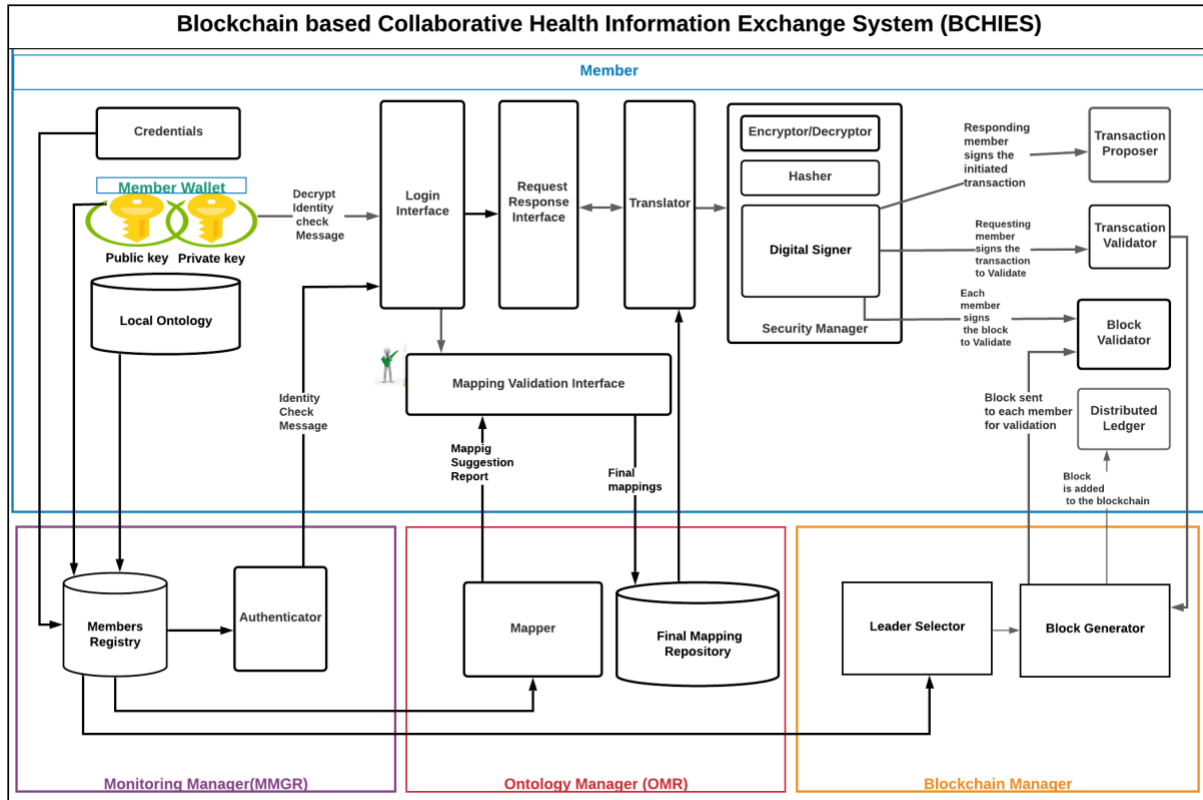 Blockchain based Collaborative Health Information Exchange System (BCHIES)
Member
Credentials
Member Wallet
Public key
Private key
Local Ontology
Decrypt
Identity
check
Message
Login
Interface
Request
Response
Interface
Translator
Encryptor/Decryptor
Hasher
Digital Signer
Security Manager
Responding
member
signs the
initiated
transaction
Transaction
Proposer
Requesting
member
signs the
transaction
to Validate
Transcation
Validator
Each
member
signs
the block
to Validate
Block
Validator
Mapping Validation Interface
Identity
Check
Message
Mappig
Suggestion
Report
Final
mappings
Block sent
to each member
for validation
Distributed
Ledger
Block
is added
to the blockchain
Members
Registry
Authenticator
Mapper
Final Mapping
Repository
Leader Selector
Block Generator
Monitoring Manager(MMGR)
Ontology Manager (OMR)
Blockchain Manager